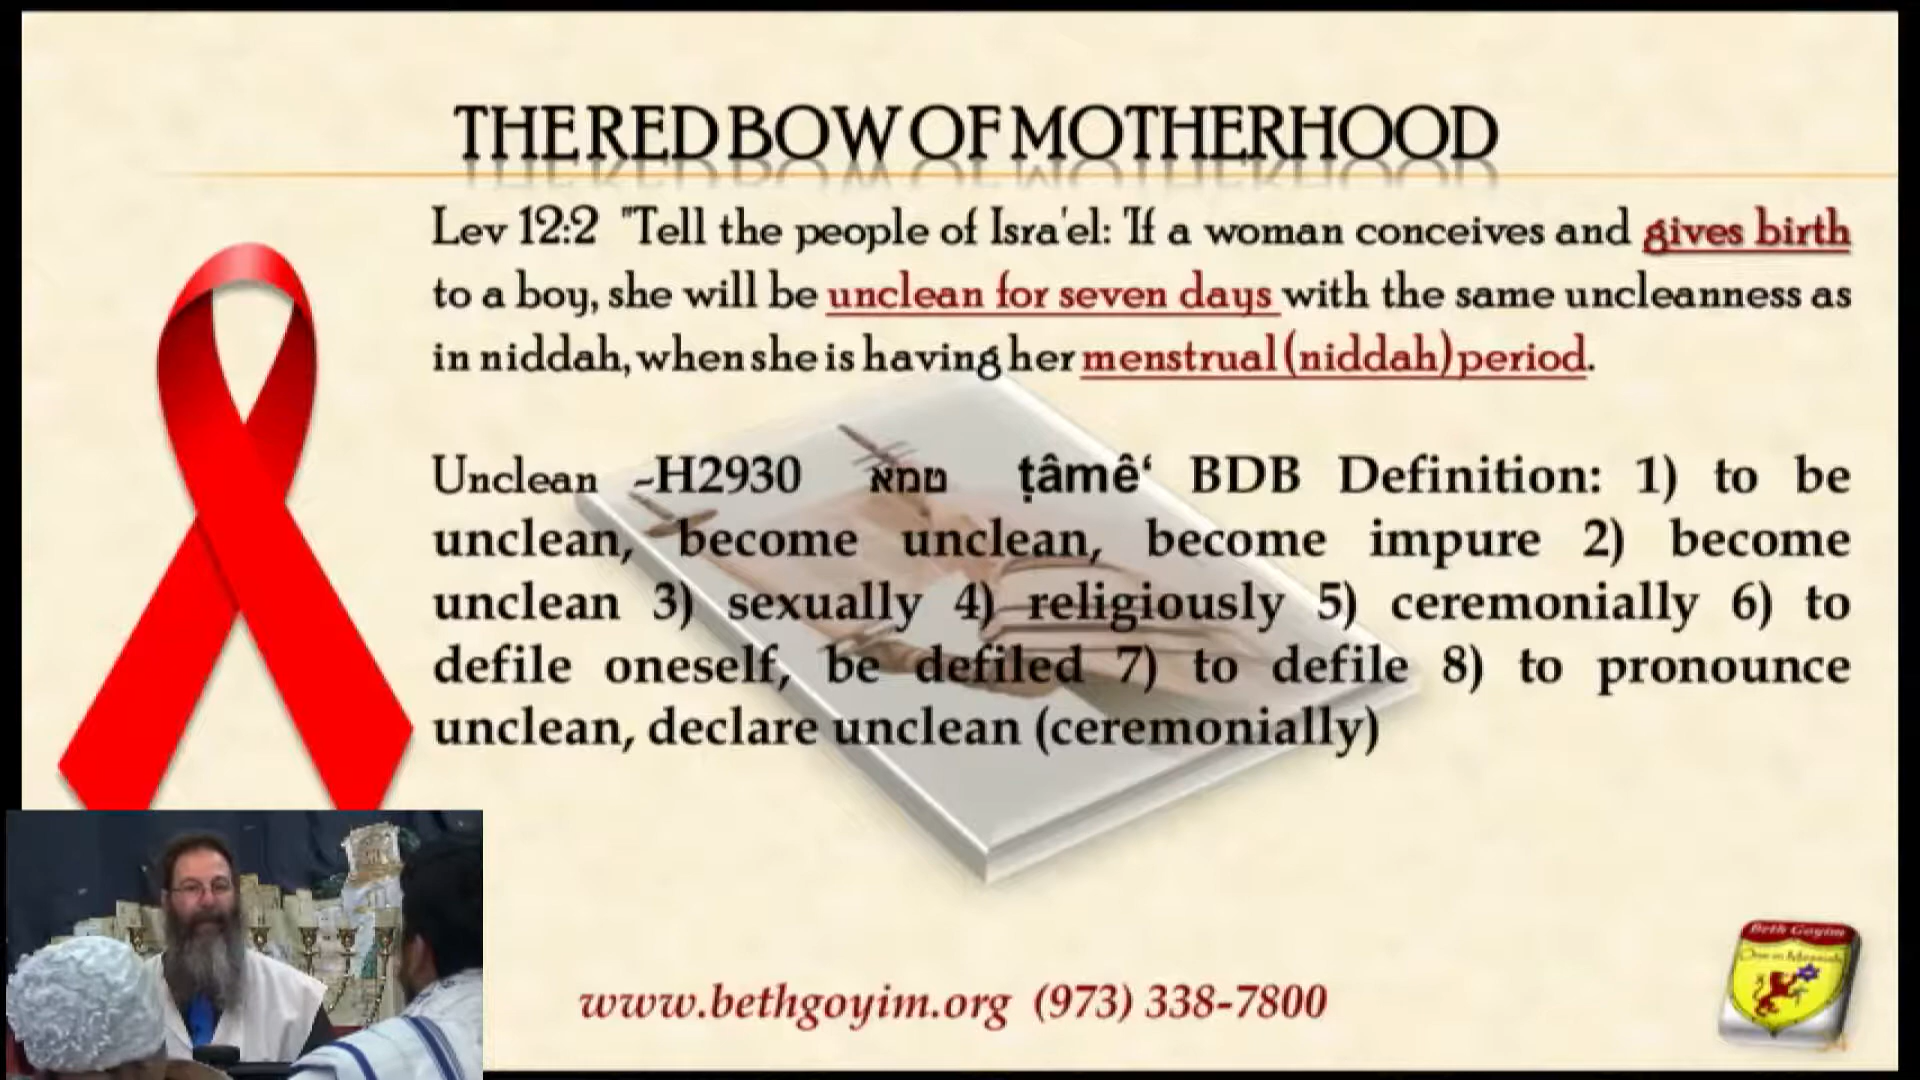 THE RED BOW OF MOTHERHOOD
Lev 12:2 "Tell the people of Isra'el: 'If a woman conceives and gives birth
to a boy, she will be unclean for seven days with the same uncleanness as
in niddah, when she is having her menstrual (niddah) period.
Unclean -H2930 טמא ṭâmê‘ BDB Definition: 1) to be
unclean, become unclean, become impure 2) become
unclean 3) sexually 4) religiously 5) ceremonially 6) to
defile oneself, be defiled 7) to defile 8) to pronounce
unclean, declare unclean (ceremonially)
www.bethgoyim.org (973) 338-7800
Beth Goyim
One in Messiah